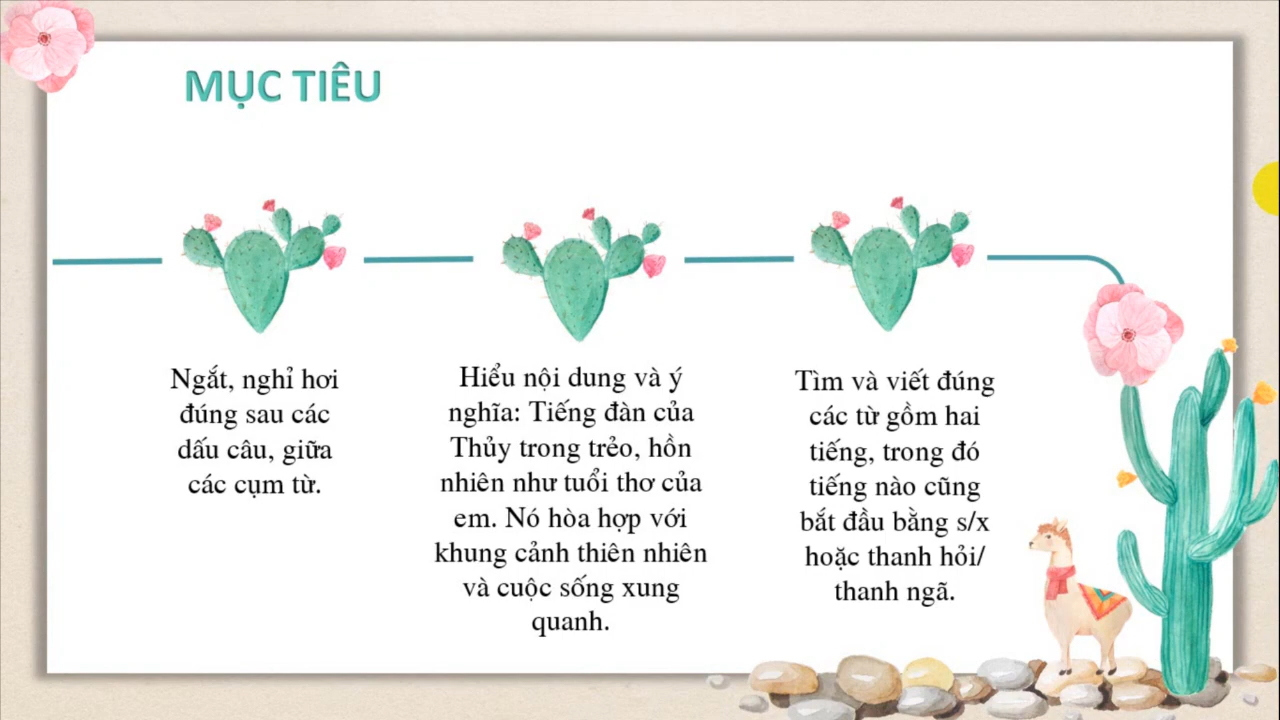 MỤC TIÊU
Ngắt, nghỉ hơi
đúng sau các
dấu câu, giữa
các cụm từ.
Hiểu nội dung và ý
nghĩa: Tiếng đàn của
Thủy trong trẻo, hồn
nhiên như tuổi thơ của
em. Nó hòa hợp với
khung cảnh thiên nhiên
và cuộc sống xung
quanh.
Tìm và viết đúng
các từ gồm hai
tiếng, trong đó
tiếng nào cũng
bắt đầu bằng s/x
hoặc thanh hỏi/
thanh ngã.